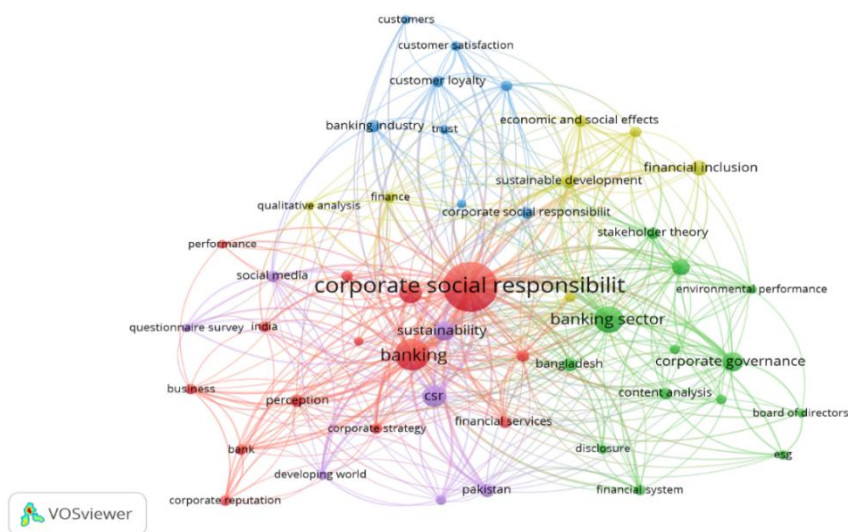 customers
customer satisfaction
customer loyalty
economic and social effects
banking industry
trust
financial inclusion
sustainable development
qualitative analysis
finance
corporate social responsibilit
stakeholder theory
performance
social media
corporate social responsibilit
environmental performance
questionnaire survey
india
sustainability
banking sector
banking
bangladesh
corporate governance
business
perception
csr
content analysis
corporate strategy
financial services
board of directors
bank
disclosure
esg
developing world
corporate reputation
pakistan
financial system
VOSviewer